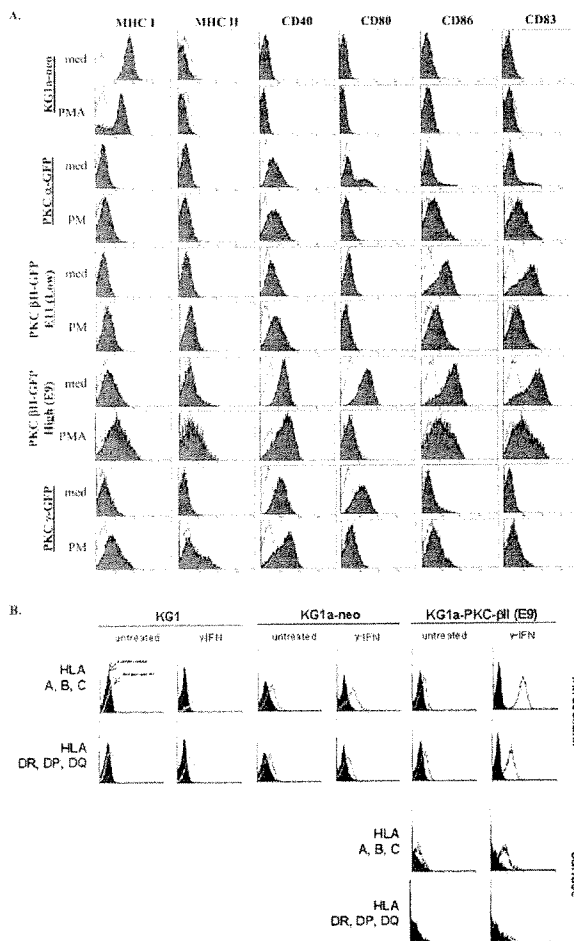 A.
MHC I MHC II CD40 CD80 CD86 CD83
KG1a-neo
med
PMA
PKC α-GFP
med
PM
PKC βII-GFP
E11 (Low)
med
PM
PKC βII-GFP
High (E9)
med
PMA
PKC γ-GFP
med
PM
B.
KG1 KG1a-neo KG1a-PKC-βII (E9)
untreated γ-IFN untreated γ-IFN untreated γ-IFN
HLA
A, B, C
HLA
DR, DP, DQ
HLA
A, B, C
HLA
DR, DP, DQ